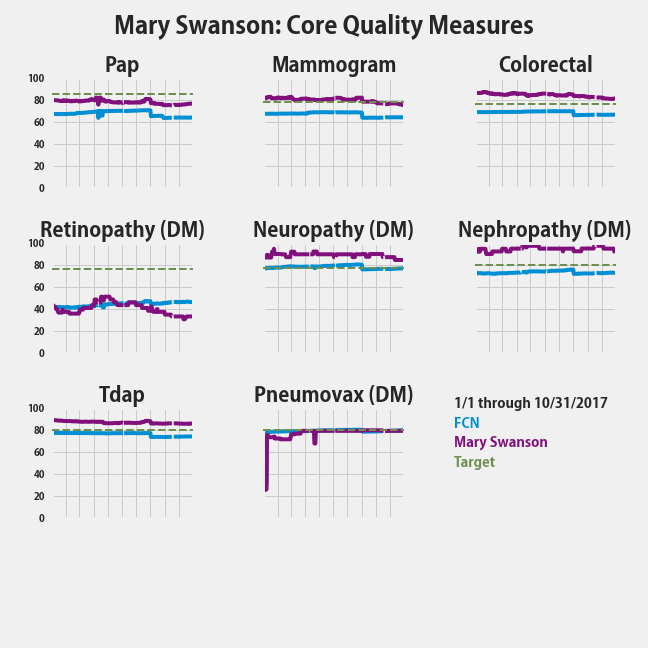 Mary Swanson: Core Quality Measures
Pap
Mammogram
Colorectal
100
80
60
40
20
0
Retinopathy (DM)
Neuropathy (DM)
Nephropathy (DM)
100
80
60
40
20
0
Tdap
Pneumovax (DM)
100
80
60
40
20
0
1/1 through 10/31/2017
FCN
Mary Swanson
Target